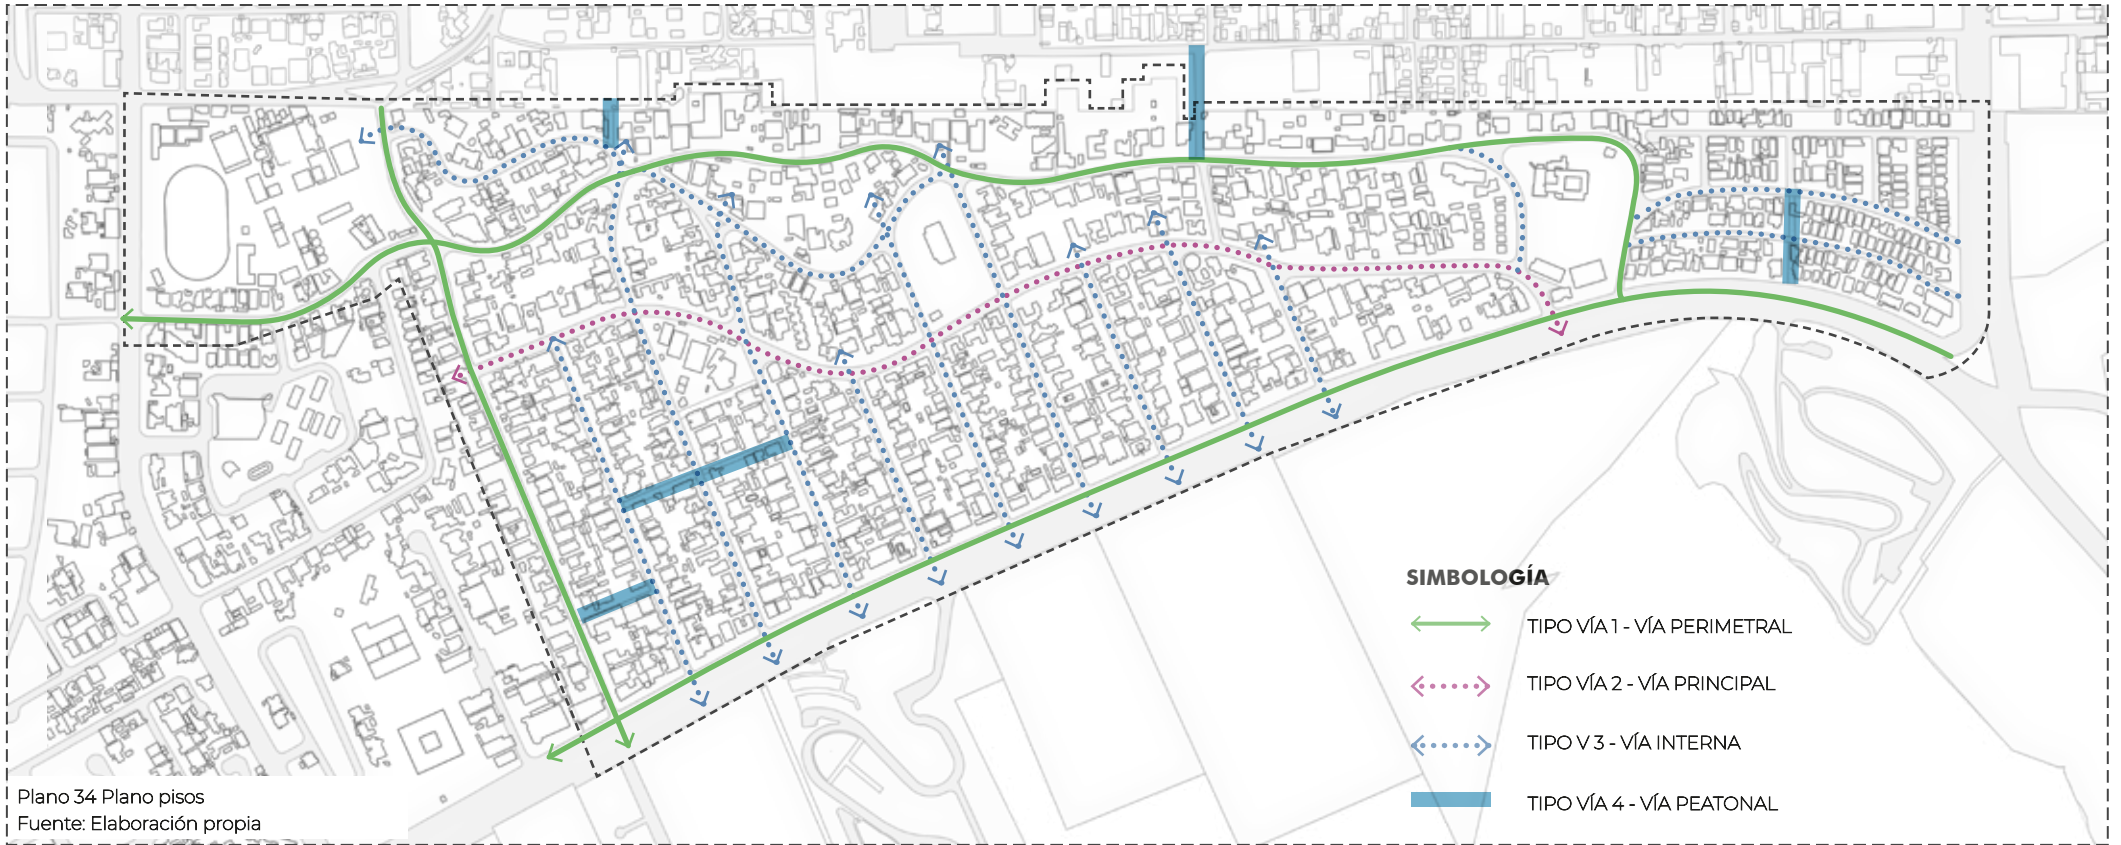 SIMBOLOGÍA
TIPO VÍA 1 - VÍA PERIMETRAL
TIPO VÍA 2 - VÍA PRINCIPAL
TIPO V 3 - VÍA INTERNA
TIPO VÍA 4 - VÍA PEATONAL
Plano 34 Plano pisos
Fuente: Elaboración propia